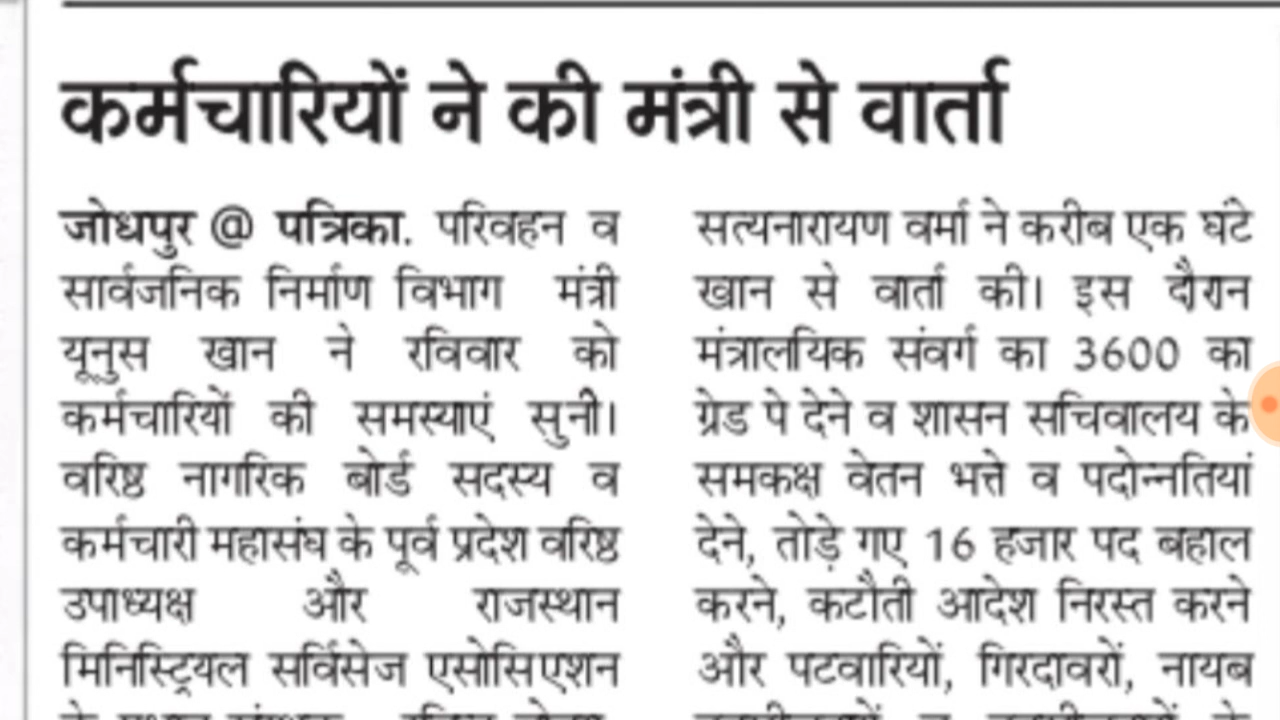 कर्मचारियों ने की मंत्री से वार्ता
जोधपुर @ पत्रिका. परिवहन व
सार्वजनिक निर्माण विभाग मंत्री
यूनुस खान ने रविवार को
कर्मचारियों की समस्याएं सुनी।
वरिष्ठ नागरिक बोर्ड सदस्य व
कर्मचारी महासंघ के पूर्व प्रदेश वरिष्ठ
उपाध्यक्ष और राजस्थान
मिनिस्ट्रियल सर्विसेज एसोसिएशन
सत्यनारायण वर्मा ने करीब एक घंटे
खान से वार्ता की। इस दौरान
मंत्रालयिक संवर्ग का 3600 का
ग्रेड पे देने व शासन सचिवालय के
समकक्ष वेतन भत्ते व पदोन्नतियां
देने, तोड़े गए 16 हजार पद बहाल
करने, कटौती आदेश निरस्त करने
और पटवारियों, गिरदावरों, नायब